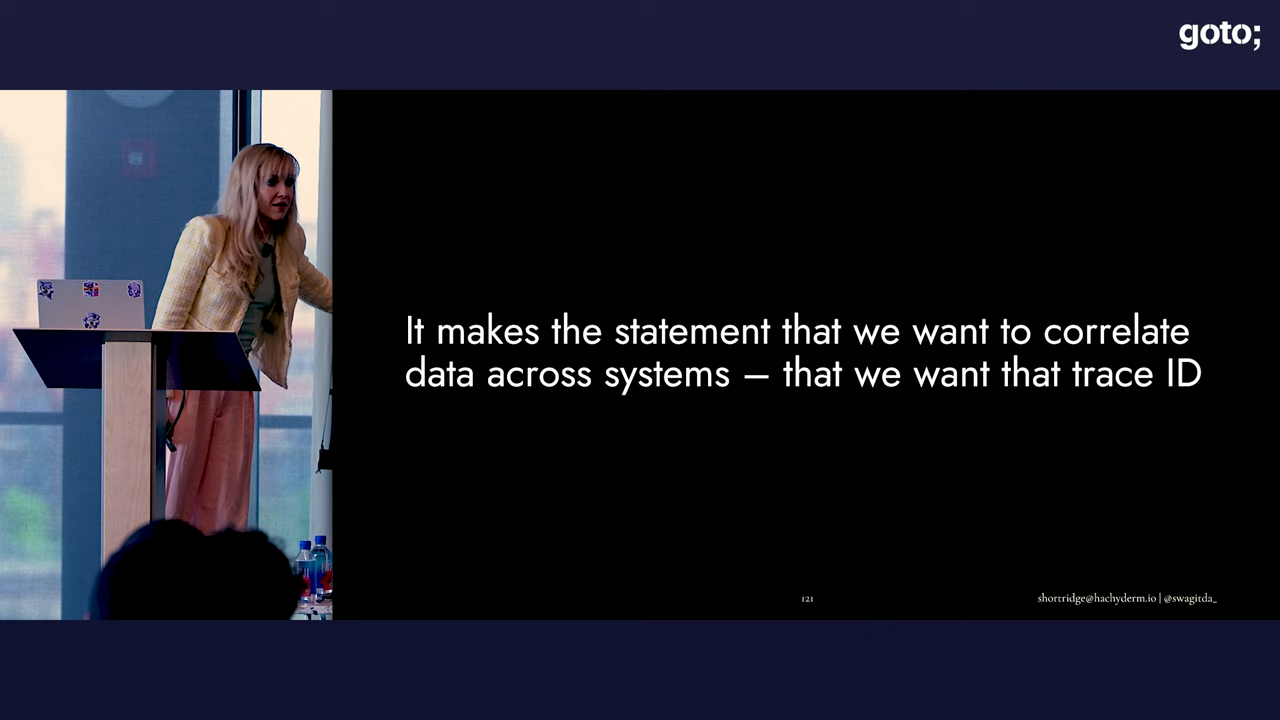 goto;
It makes the statement that we want to correlate
data across systems – that we want that trace ID
121
shortridge@hachyderm.io | @swagitda_